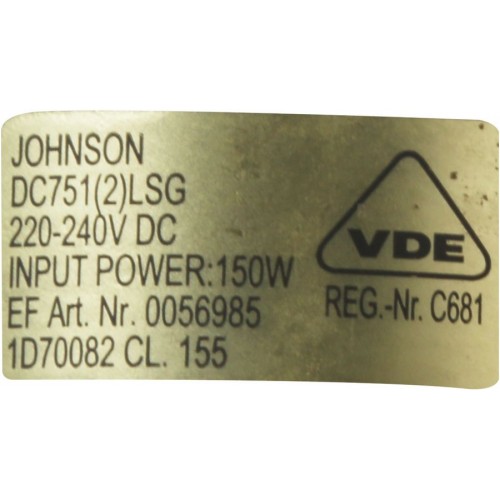 JOHNSON
DC751(2)LSG
220-240V DC
INPUT POWER:150W
EF Art. Nr. 0056985
1D70082 CL. 155
VDE
REG.-Nr. C681